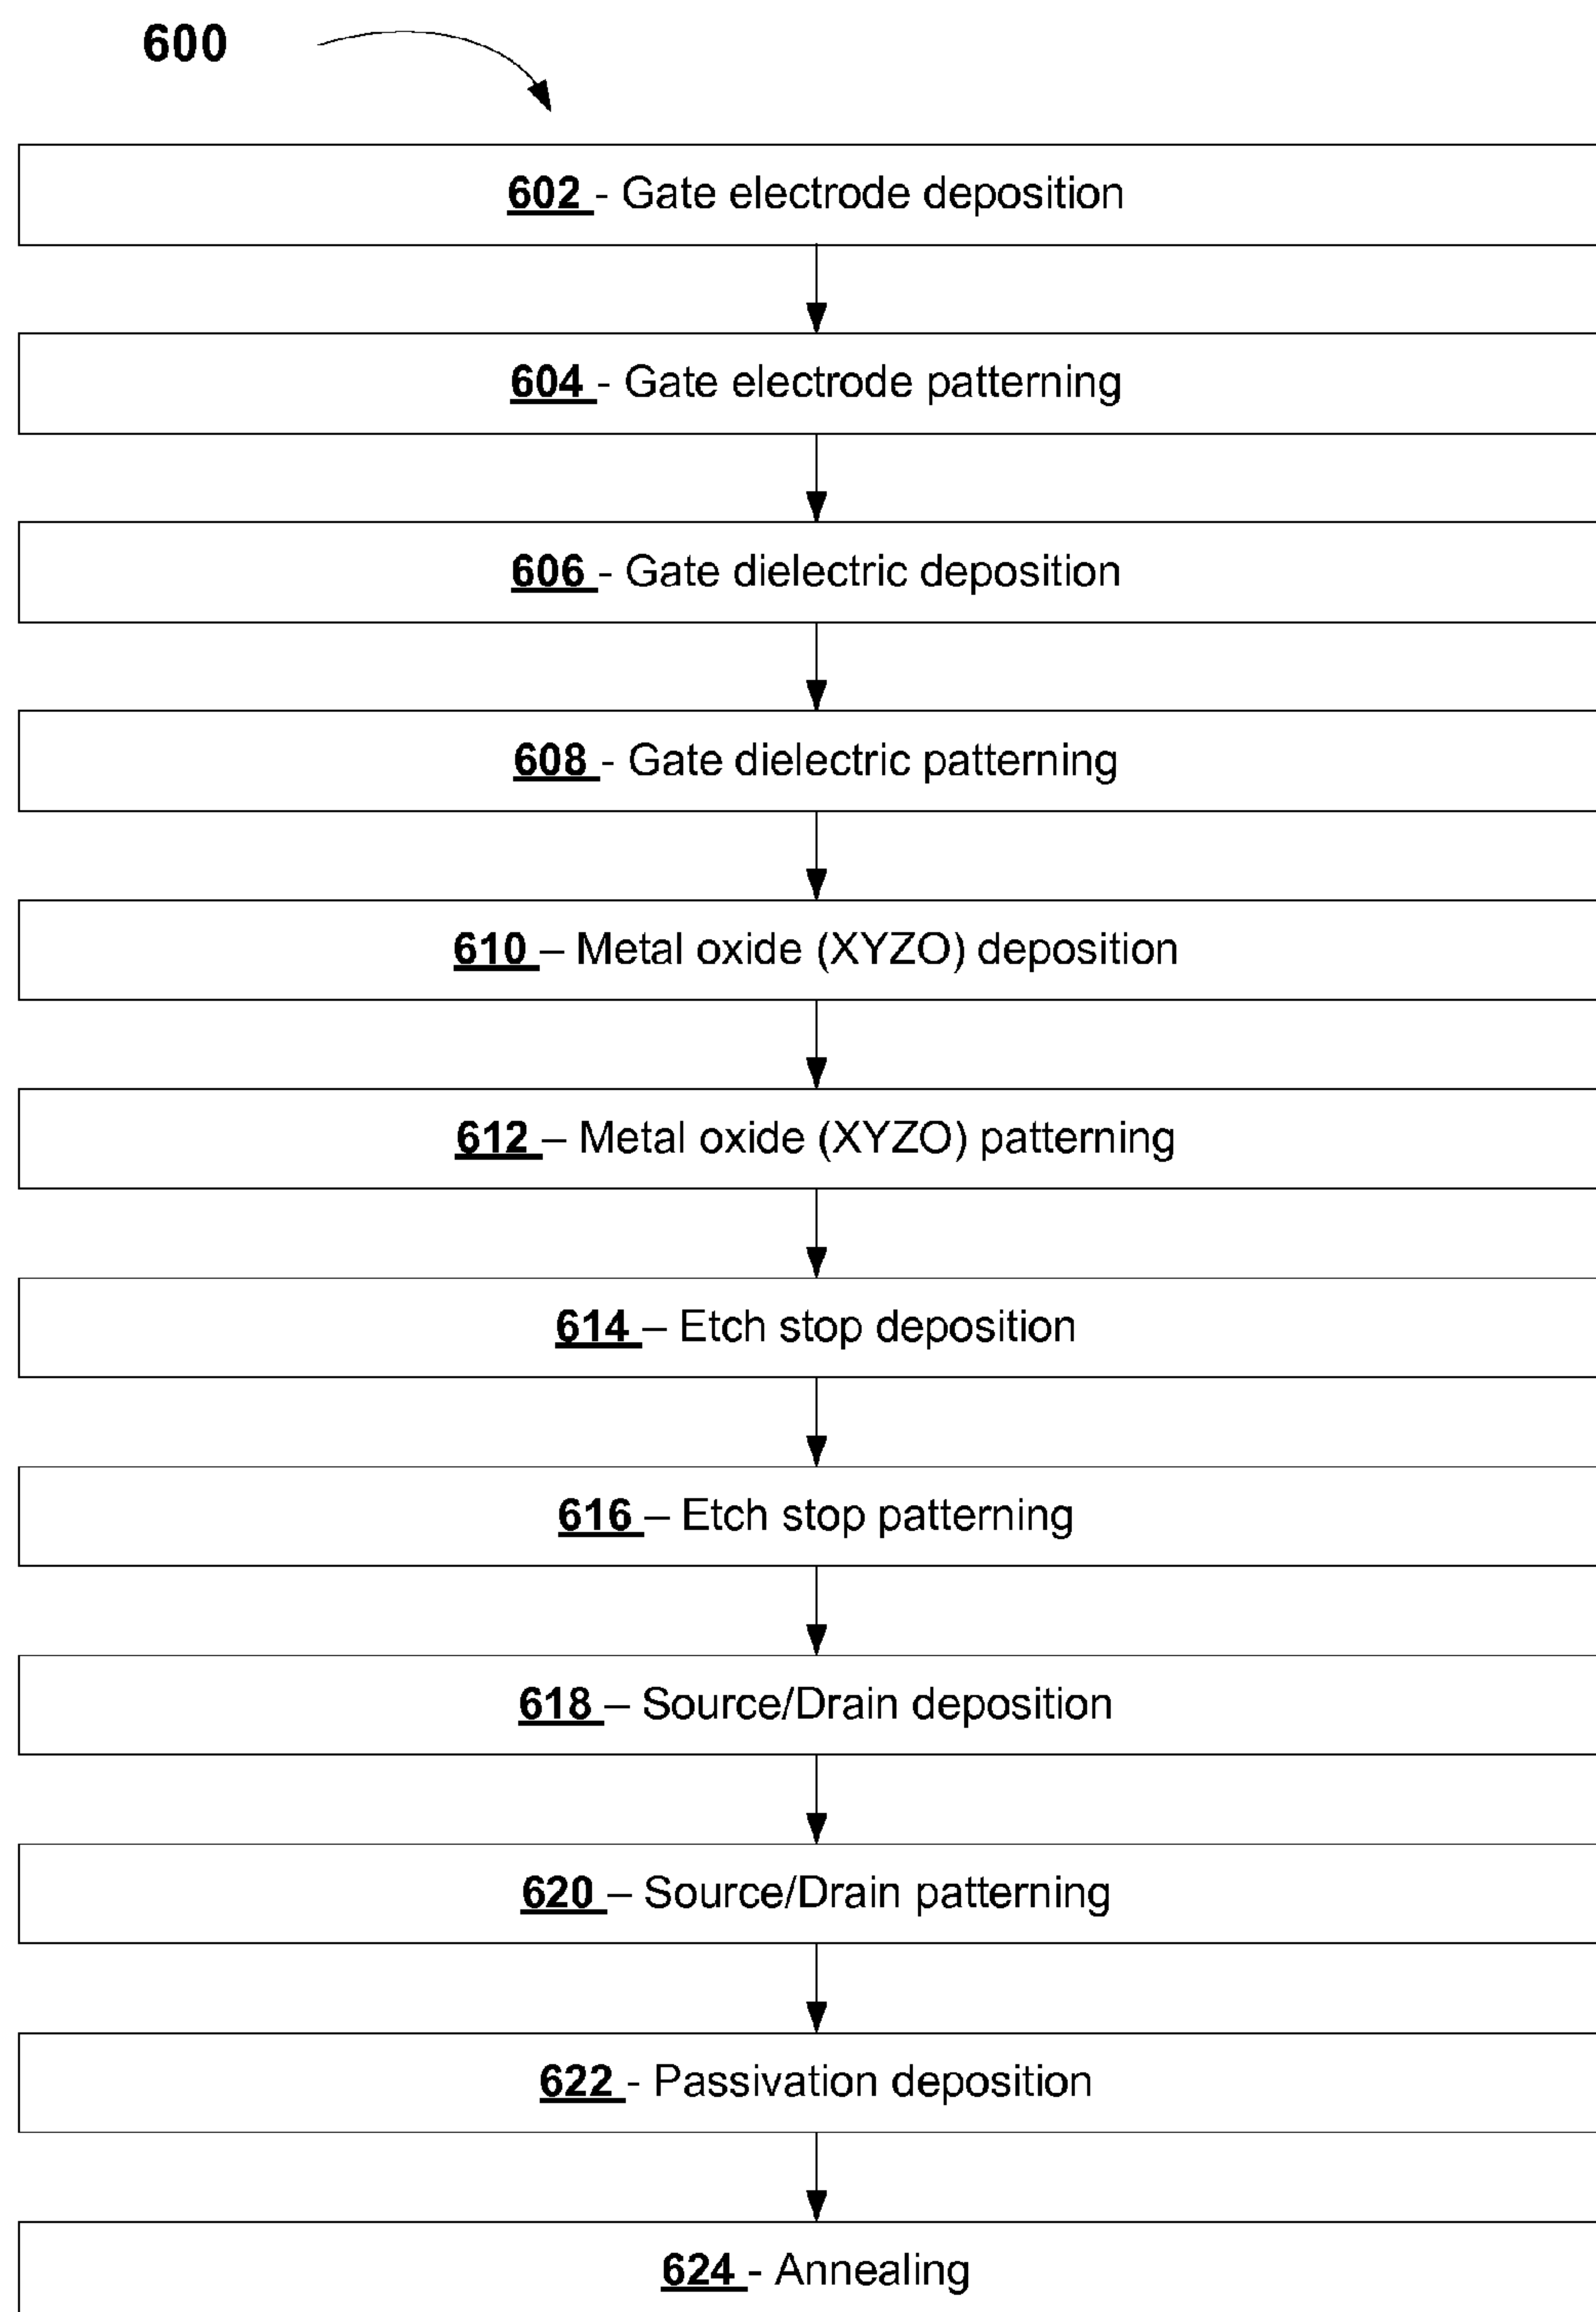 600
602 - Gate electrode deposition
604 - Gate electrode patterning
606 - Gate dielectric deposition
608 - Gate dielectric patterning
610 – Metal oxide (XYZO) deposition
612 – Metal oxide (XYZO) patterning
614 – Etch stop deposition
616 – Etch stop patterning
618 – Source/Drain deposition
620 – Source/Drain patterning
622 - Passivation deposition
624 - Annealing